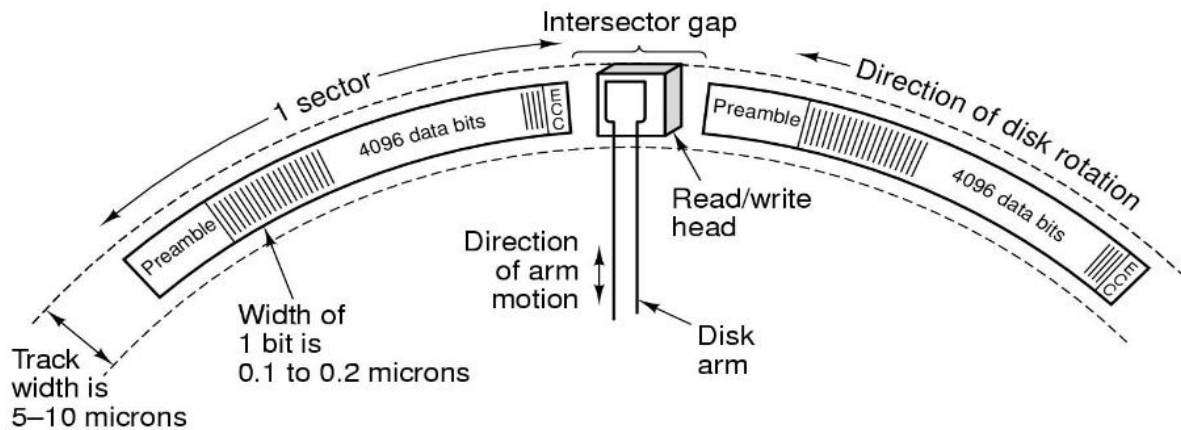 Intersector gap
1 sector
Direction of disk rotation
Preamble
4096 data bits
E
C
C
Preamble
4096 data bits
E
C
C
Read/write
head
Direction
of arm
motion
Disk
arm
Width of
1 bit is
0.1 to 0.2 microns
Track
width is
5–10 microns